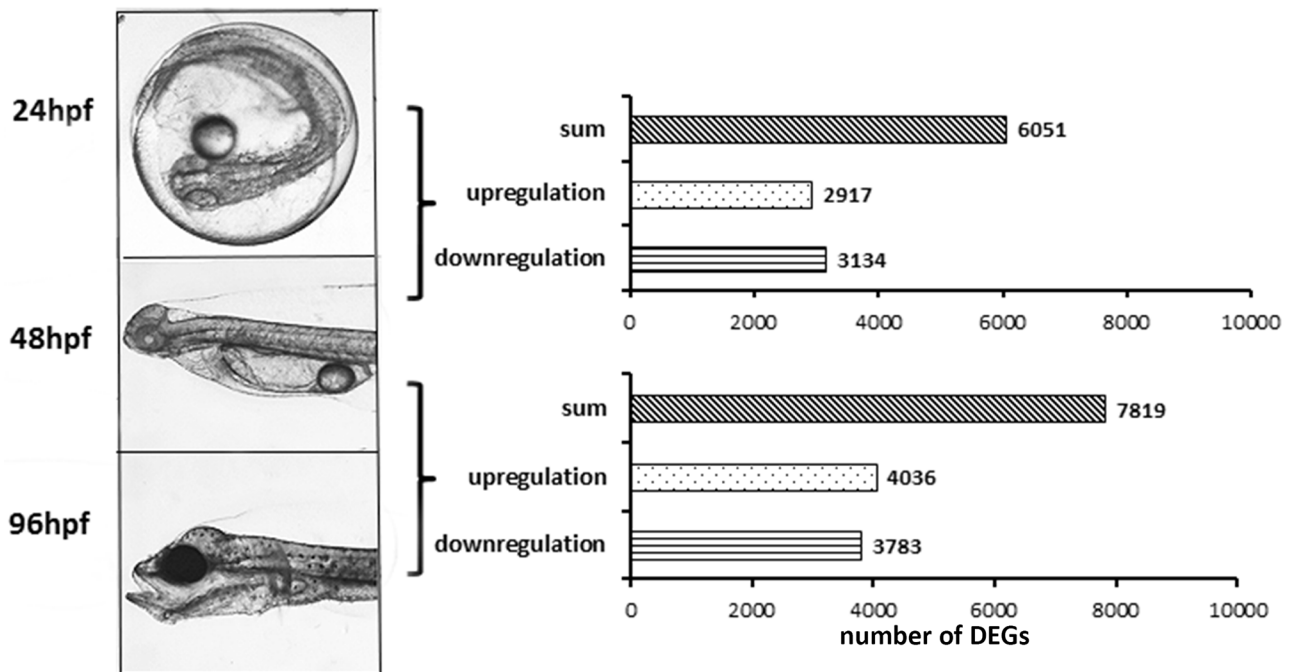 24hpf
48hpf
96hpf
sum 6051
upregulation 2917
downregulation 3134
0 2000 4000 6000 8000 10000
sum 7819
upregulation 4036
downregulation 3783
0 2000 4000 6000 8000 10000
number of DEGs